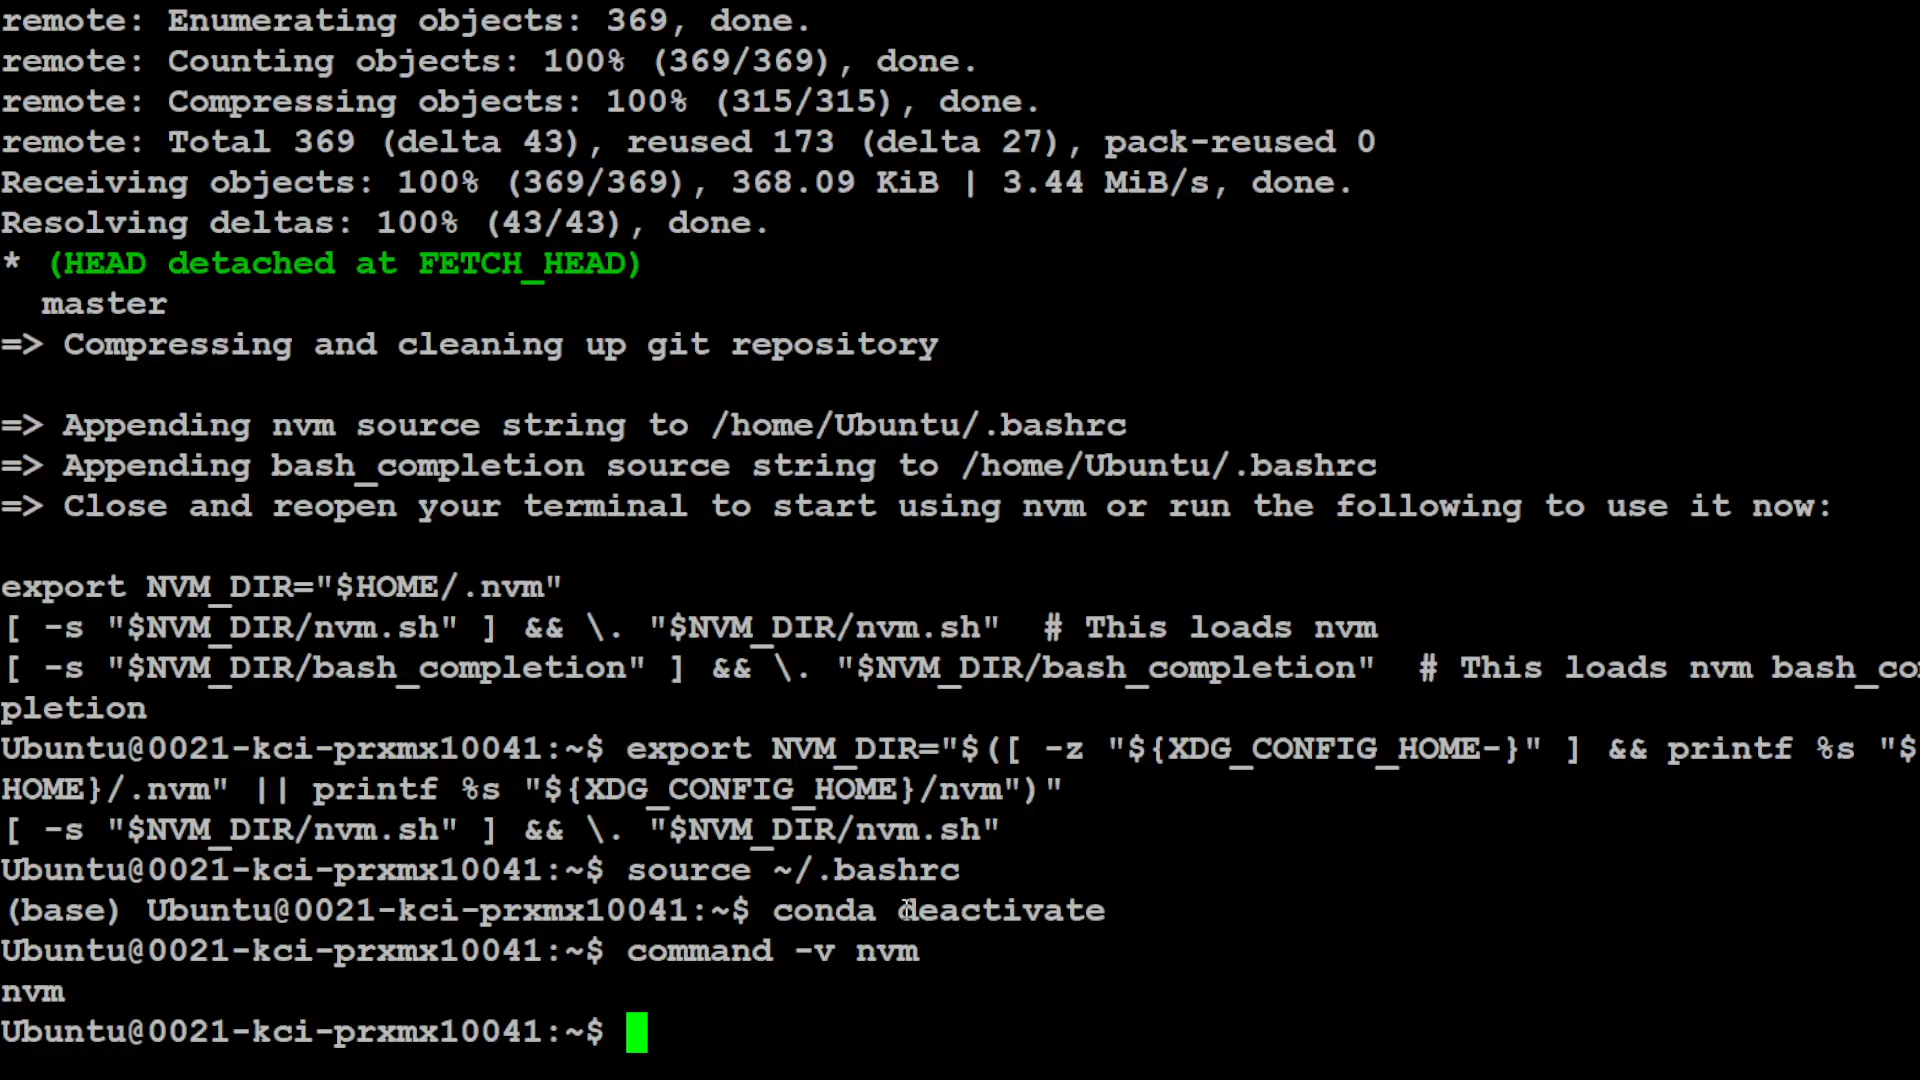 remote: Enumerating objects: 369, done.
remote: Counting objects: 100% (369/369), done.
remote: Compressing objects: 100% (315/315), done.
remote: Total 369 (delta 43), reused 173 (delta 27), pack-reused 0
Receiving objects: 100% (369/369), 368.09 KiB | 3.44 MiB/s, done.
Resolving deltas: 100% (43/43), done.
* (HEAD detached at FETCH_HEAD)
  master
=> Compressing and cleaning up git repository

=> Appending nvm source string to /home/Ubuntu/.bashrc
=> Appending bash_completion source string to /home/Ubuntu/.bashrc
=> Close and reopen your terminal to start using nvm or run the following to use it now:

export NVM_DIR="$HOME/.nvm"
[ -s "$NVM_DIR/nvm.sh" ] && \. "$NVM_DIR/nvm.sh"  # This loads nvm
[ -s "$NVM_DIR/bash_completion" ] && \. "$NVM_DIR/bash_completion"  # This loads nvm bash_com
pletion
Ubuntu@0021-kci-prxmx10041:~$ export NVM_DIR="$([ -z "${XDG_CONFIG_HOME-}" ] && printf %s "${
HOME}/.nvm" || printf %s "${XDG_CONFIG_HOME}/nvm")"
[ -s "$NVM_DIR/nvm.sh" ] && \. "$NVM_DIR/nvm.sh"
Ubuntu@0021-kci-prxmx10041:~$ source ~/.bashrc
(base) Ubuntu@0021-kci-prxmx10041:~$ conda deactivate
Ubuntu@0021-kci-prxmx10041:~$ command -v nvm
nvm
Ubuntu@0021-kci-prxmx10041:~$